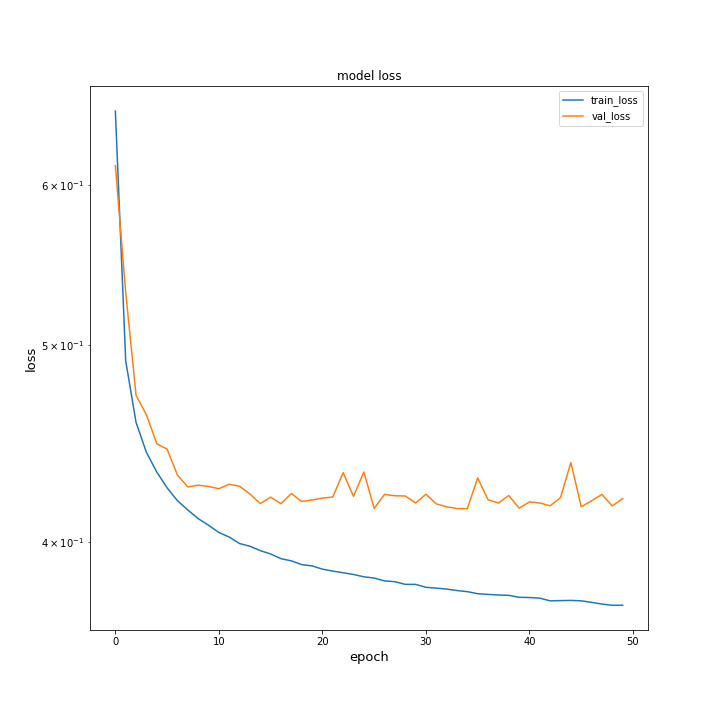 model loss
train_loss
val_loss
6 × 10⁻¹
5 × 10⁻¹
4 × 10⁻¹
loss
0 10 20 30 40 50
epoch